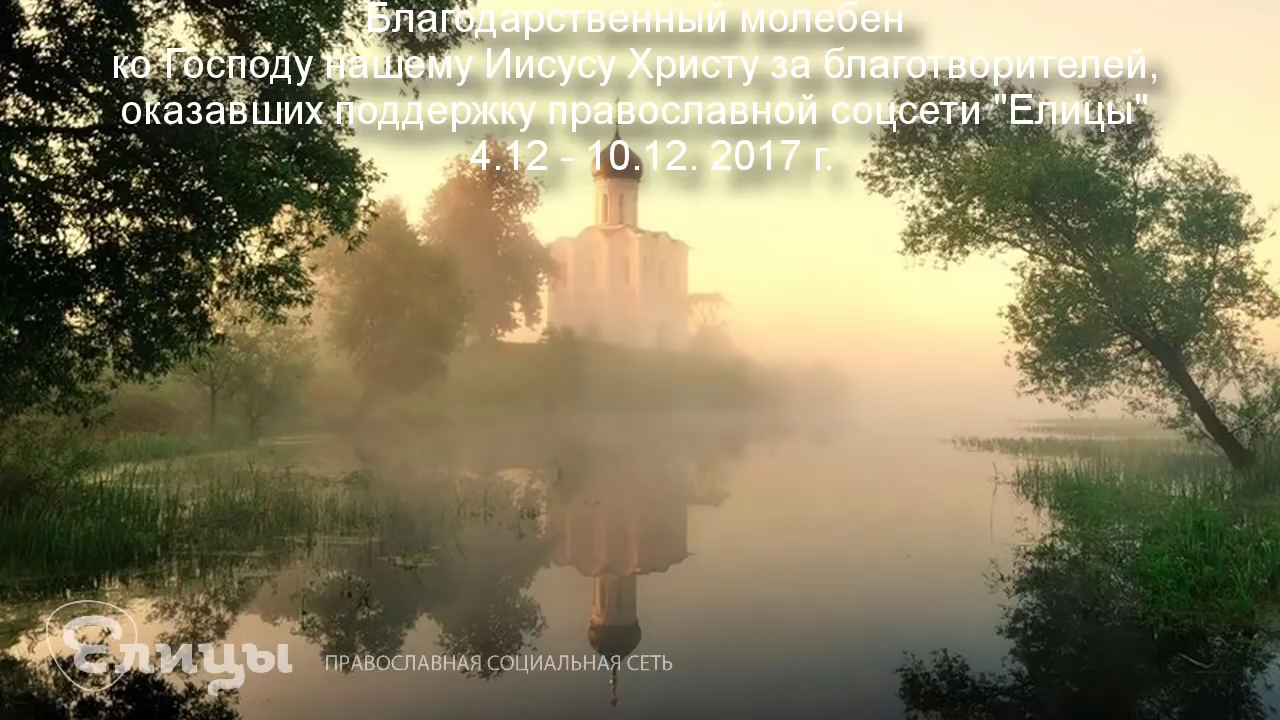 Благодарственный молебен
ко Господу нашему Иисусу Христу за благотворителей,
оказавших поддержку православной соцсети "Елицы"
4.12 - 10.12. 2017 г.
Елицы ПРАВОСЛАВНАЯ СОЦИАЛЬНАЯ СЕТЬ